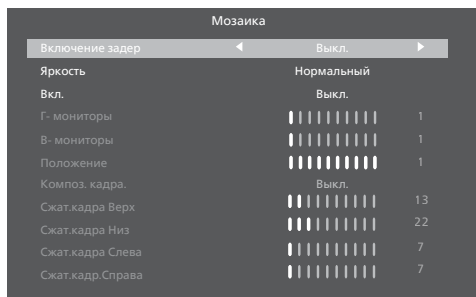 Мозаика
Включение задер Выкл.
Яркость Нормальный
Вкл. Выкл.
Г- мониторы 1
В- мониторы 1
Положение 1
Композ. кадра. Выкл.
Сжат.кадра Верх 13
Сжат.кадра Низ 22
Сжат.кадра Слева 7
Сжат.кадр.Справа 7